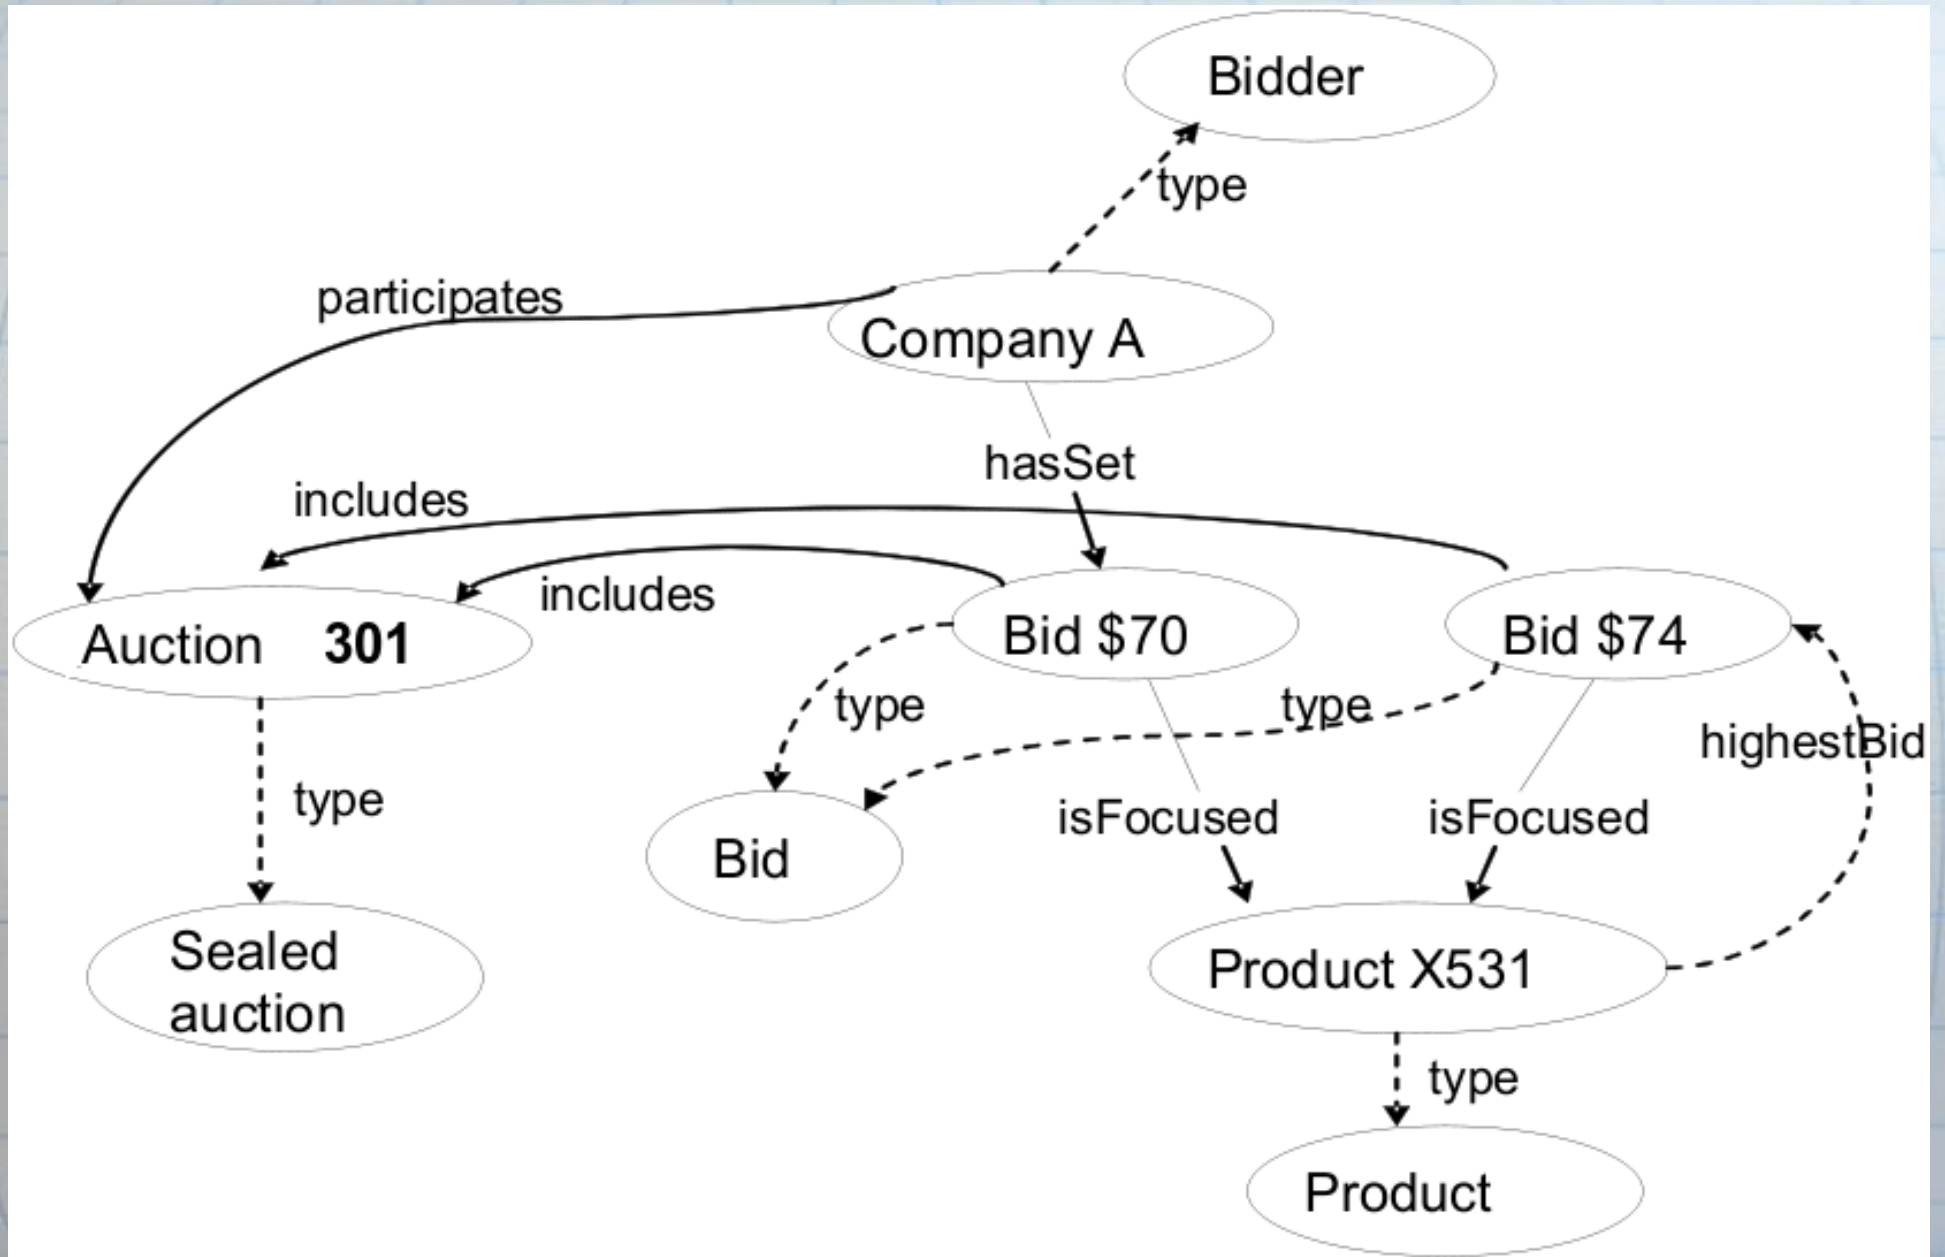 Bidder
type
participates
Company A
hasSet
includes
includes
Auction 301
Bid $70
Bid $74
type
type
highestBid
type
isFocused
isFocused
Bid
Sealed
auction
Product X531
type
Product